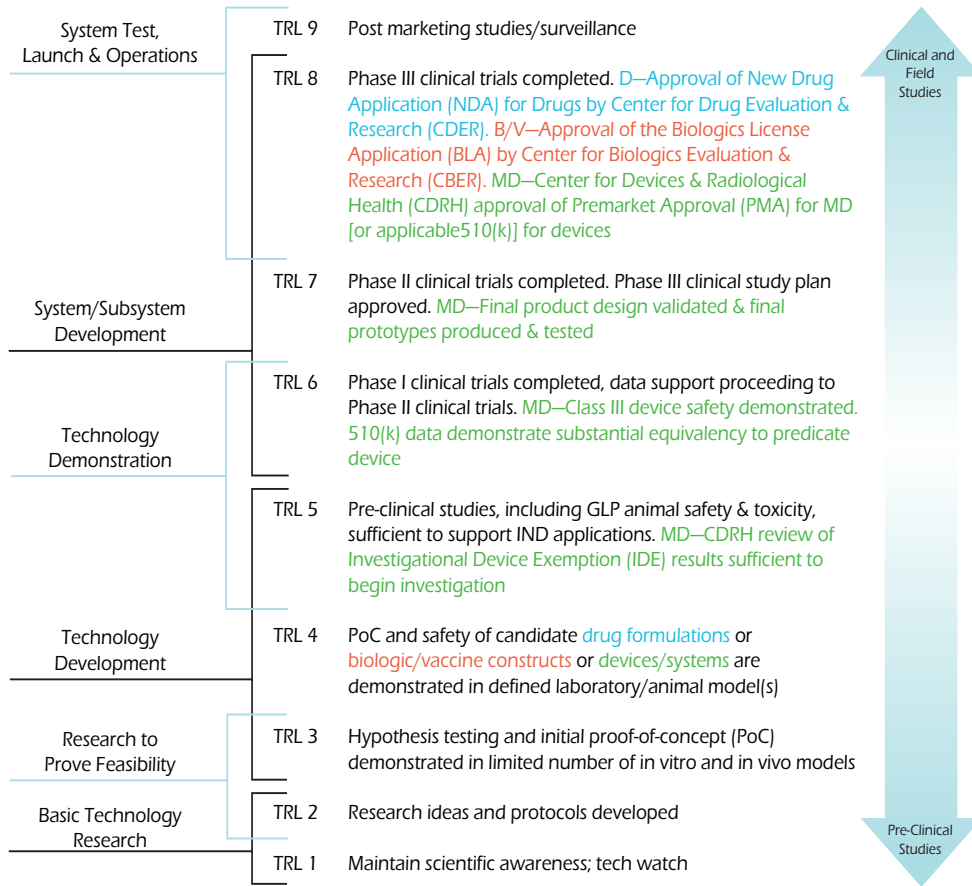 System Test,
Launch & Operations
TRL 9
Post marketing studies/surveillance
Clinical and
Field
Studies
TRL 8
Phase III clinical trials completed. D—Approval of New Drug
Application (NDA) for Drugs by Center for Drug Evaluation &
Research (CDER). B/V—Approval of the Biologics License
Application (BLA) by Center for Biologics Evaluation &
Research (CBER). MD—Center for Devices & Radiological
Health (CDRH) approval of Premarket Approval (PMA) for MD
[or applicable510(k)] for devices
System/Subsystem
Development
TRL 7
Phase II clinical trials completed. Phase III clinical study plan
approved. MD—Final product design validated & final
prototypes produced & tested
Technology
Demonstration
TRL 6
Phase I clinical trials completed, data support proceeding to
Phase II clinical trials. MD—Class III device safety demonstrated.
510(k) data demonstrate substantial equivalency to predicate
device
TRL 5
Pre-clinical studies, including GLP animal safety & toxicity,
sufficient to support IND applications. MD—CDRH review of
Investigational Device Exemption (IDE) results sufficient to
begin investigation
Technology
Development
TRL 4
PoC and safety of candidate drug formulations or
biologic/vaccine constructs or devices/systems are
demonstrated in defined laboratory/animal model(s)
Research to
Prove Feasibility
TRL 3
Hypothesis testing and initial proof-of-concept (PoC)
demonstrated in limited number of in vitro and in vivo models
Basic Technology
Research
TRL 2
Research ideas and protocols developed
TRL 1
Maintain scientific awareness; tech watch
Pre-Clinical
Studies